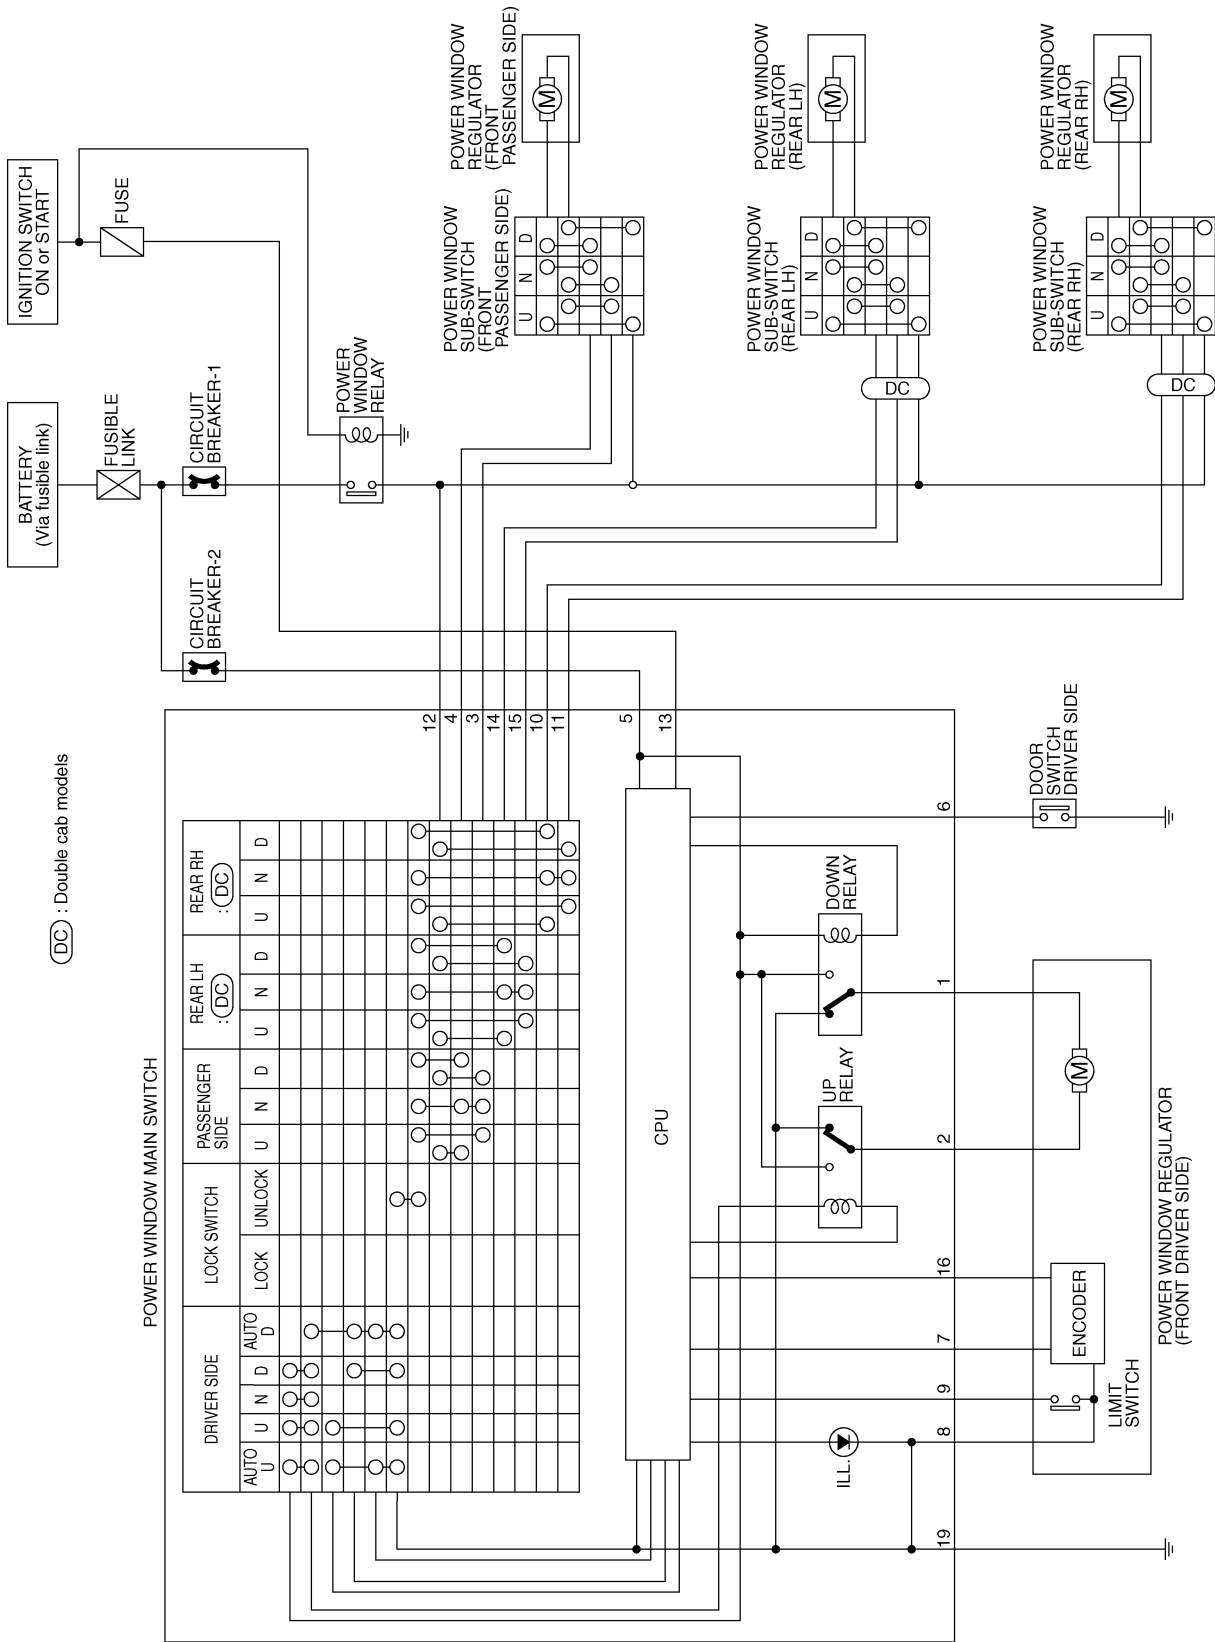 IGNITION SWITCH
ON or START
FUSE
BATTERY
(Via fusible link)
FUSIBLE
LINK
CIRCUIT
BREAKER-1
CIRCUIT
BREAKER-2
POWER
WINDOW
RELAY
POWER WINDOW
REGULATOR
(FRONT
PASSENGER SIDE)
M
POWER WINDOW
SUB-SWITCH
(FRONT
PASSENGER SIDE)
U N D
POWER WINDOW
REGULATOR
(REAR LH)
M
POWER WINDOW
SUB-SWITCH
(REAR LH)
U N D
DC
POWER WINDOW
REGULATOR
(REAR RH)
M
POWER WINDOW
SUB-SWITCH
(REAR RH)
U N D
DC
DC : Double cab models
POWER WINDOW MAIN SWITCH
DRIVER SIDE
AUTO
U
U
N
D
AUTO
D
LOCK SWITCH
LOCK
UNLOCK
PASSENGER
SIDE
U
N
D
REAR LH
: DC
U
N
D
REAR RH
: DC
U
N
D
12
4
3
14
15
10
11
5
13
CPU
UP
RELAY
DOWN
RELAY
ILL.
19
8
9
7
16
2
1
6
DOOR
SWITCH
DRIVER SIDE
ENCODER
LIMIT
SWITCH
M
POWER WINDOW REGULATOR
(FRONT DRIVER SIDE)